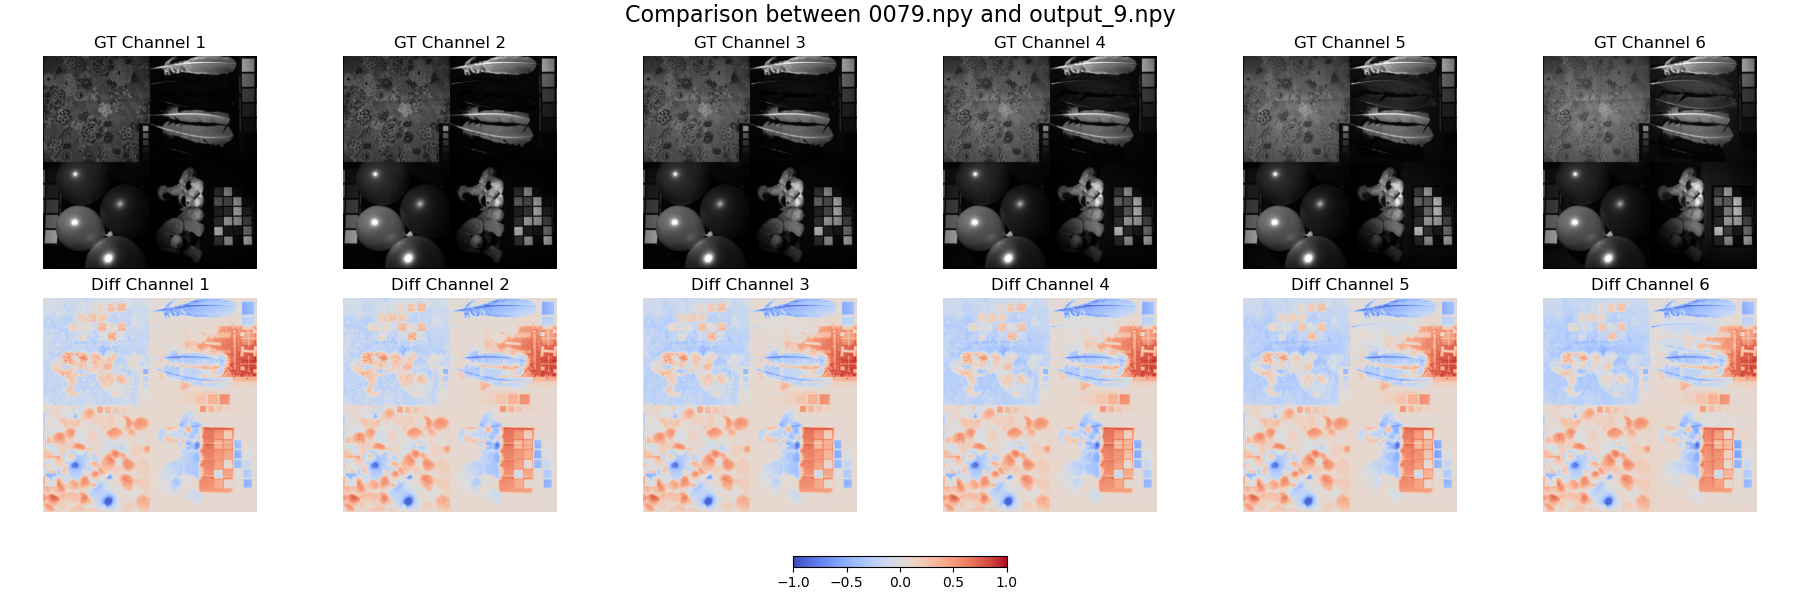 Comparison between 0079.npy and output_9.npy
GT Channel 1
GT Channel 2
GT Channel 3
GT Channel 4
GT Channel 5
GT Channel 6
Diff Channel 1
Diff Channel 2
Diff Channel 3
Diff Channel 4
Diff Channel 5
Diff Channel 6
−1.0 −0.5 0.0 0.5 1.0